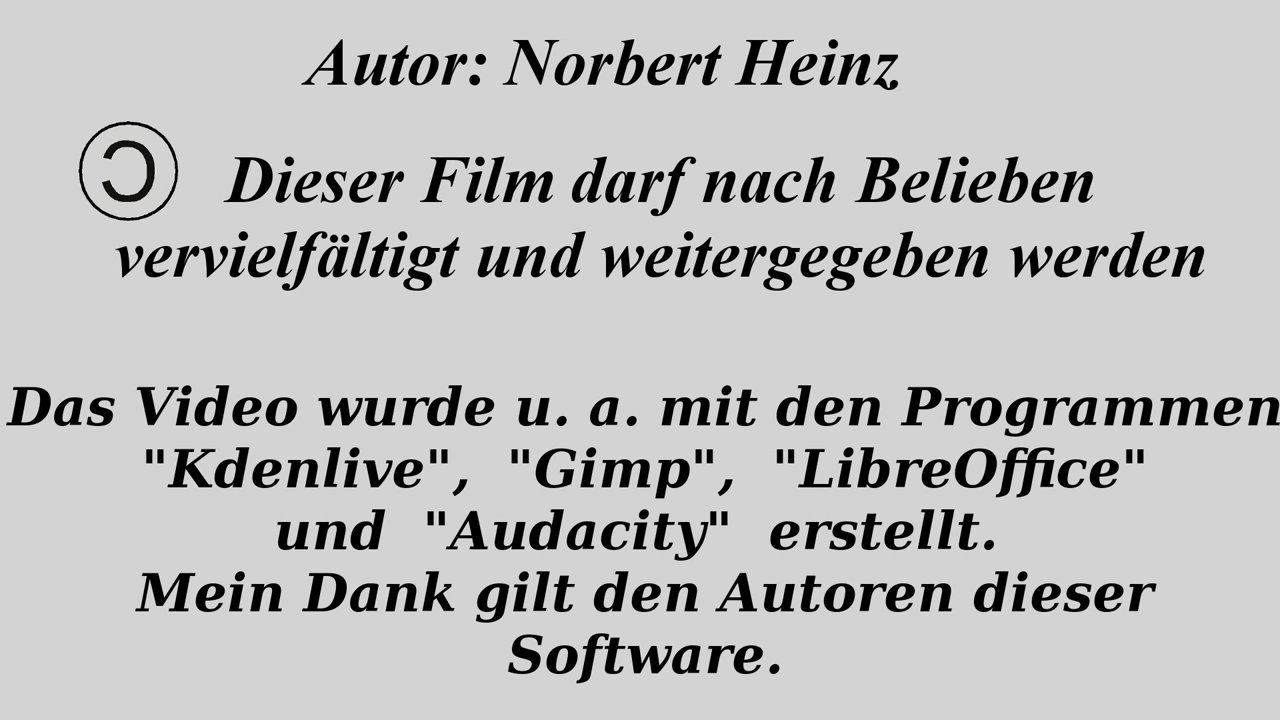 Autor: Norbert Heinz
🄯 Dieser Film darf nach Belieben
vervielfältigt und weitergegeben werden
Das Video wurde u. a. mit den Programmen
"Kdenlive", "Gimp", "LibreOffice"
und "Audacity" erstellt.
Mein Dank gilt den Autoren dieser
Software.